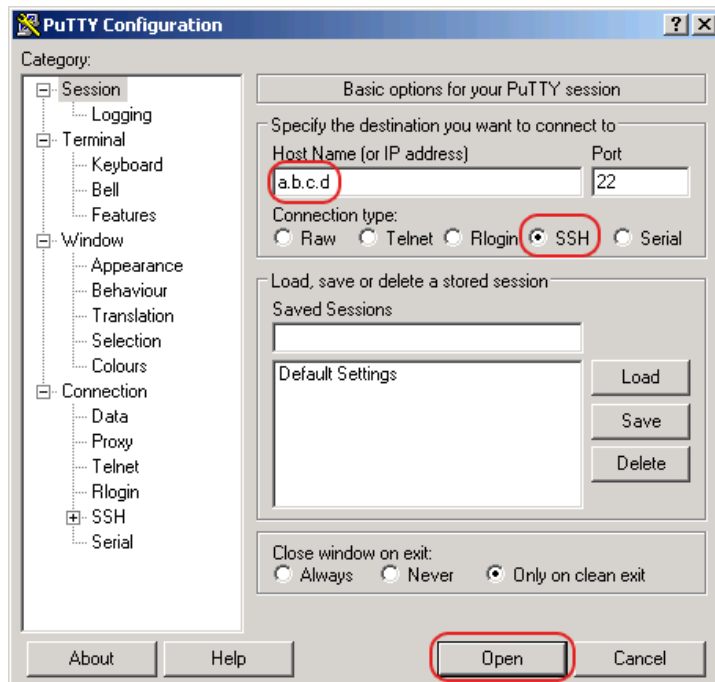 PuTTY Configuration
Category:
Session
Logging
Terminal
Keyboard
Bell
Features
Window
Appearance
Behaviour
Translation
Selection
Colours
Connection
Data
Proxy
Telnet
Rlogin
SSH
Serial
Basic options for your PuTTY session
Specify the destination you want to connect to
Host Name (or IP address) Port
a.b.c.d 22
Connection type:
Raw Telnet Rlogin SSH Serial
Load, save or delete a stored session
Saved Sessions
Default Settings
Load
Save
Delete
Close window on exit:
Always Never Only on clean exit
About Help Open Cancel